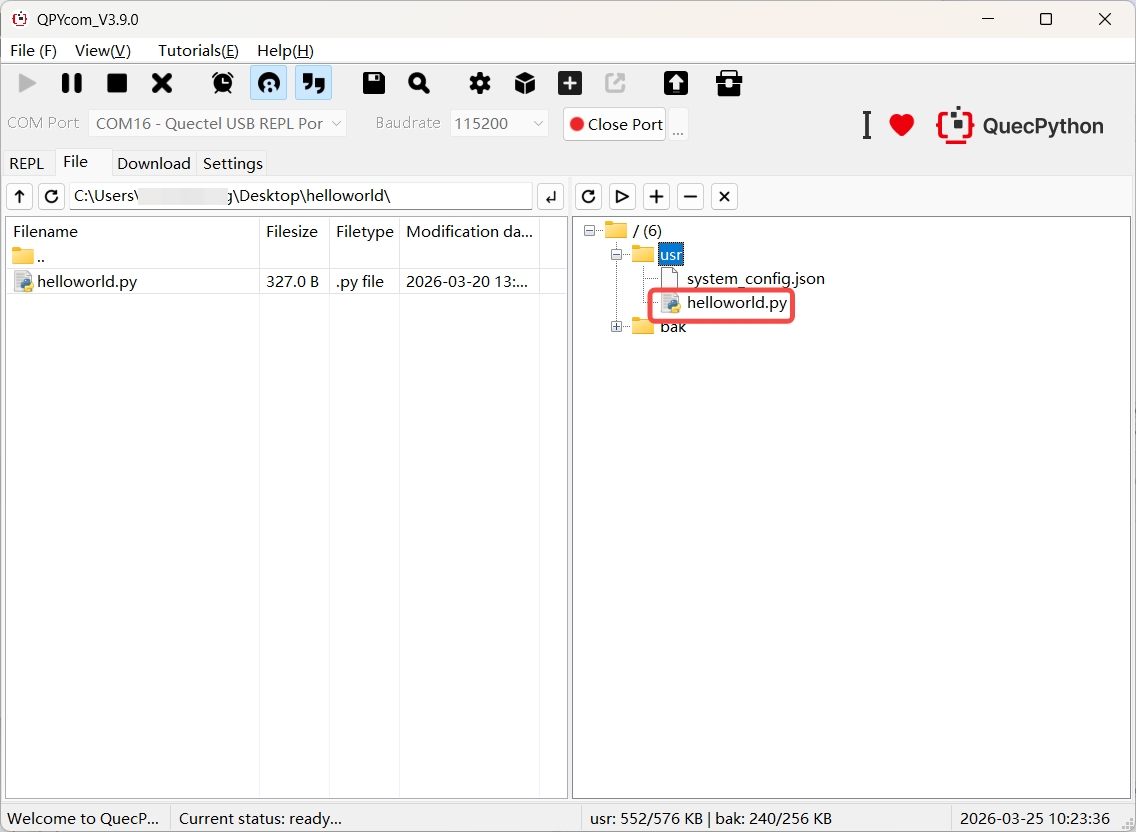 QPYcom_V3.9.0
File (F) View(V) Tutorials(E) Help(H)
COM Port COM16 - Quectel USB REPL Por Baudrate 115200 Close Port ... I QuecPython
REPL File Download Settings
C:\Users\ g\Desktop\helloworld\
Filename Filesize Filetype Modification da...
..
helloworld.py 327.0 B .py file 2026-03-20 13:...
/ (6)
usr
system_config.json
helloworld.py
bak
Welcome to QuecP... Current status: ready... usr: 552/576 KB | bak: 240/256 KB 2026-03-25 10:23:36